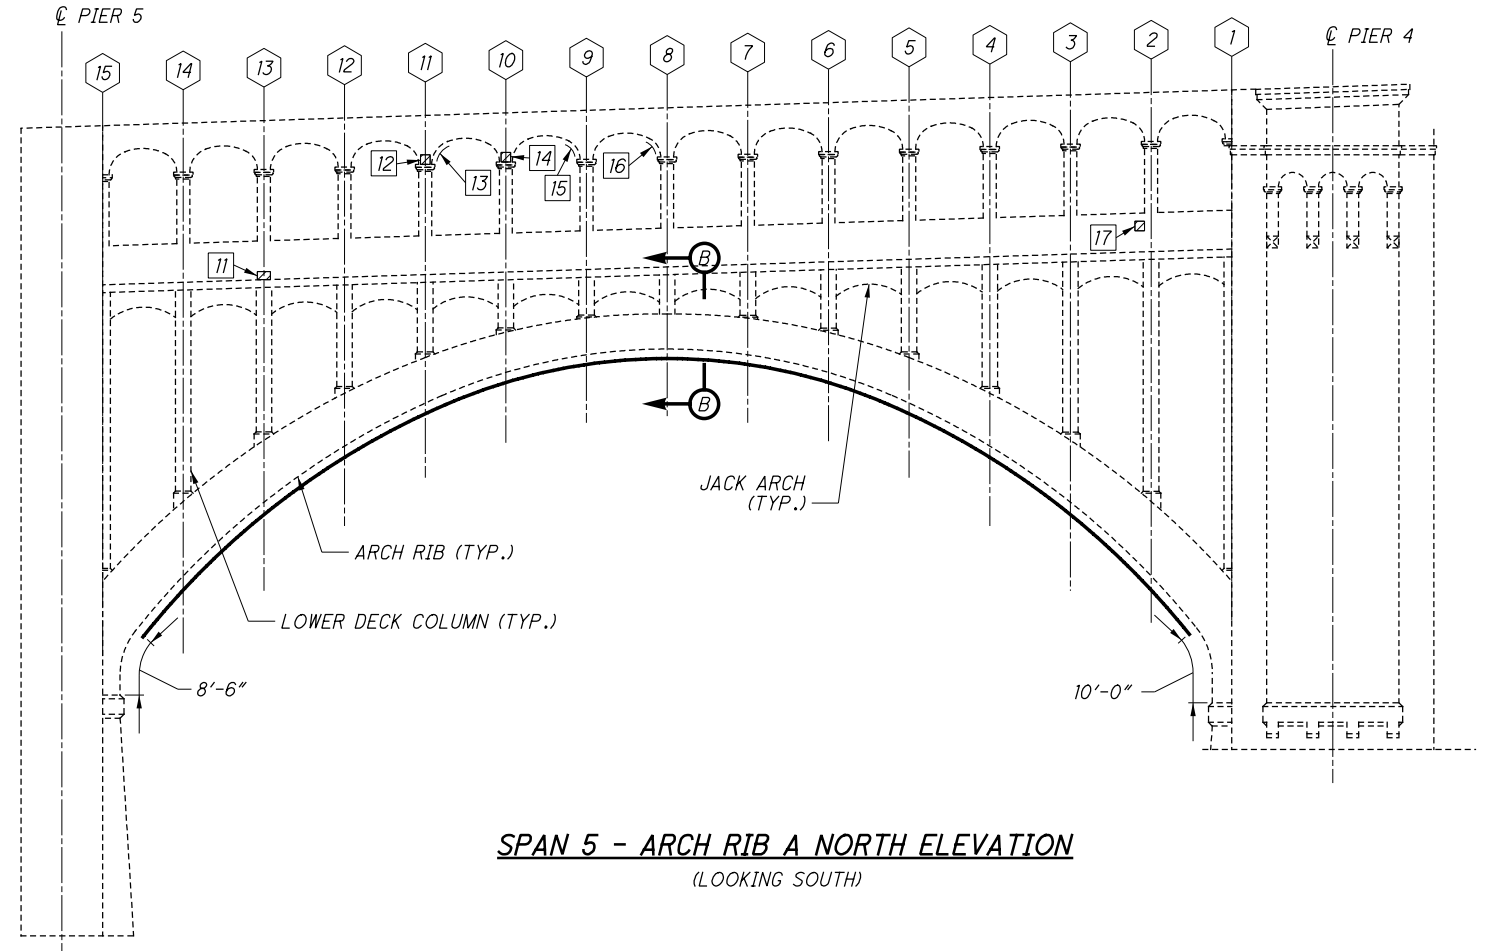 ℄ PIER 5
℄ PIER 4
15
14
13
12
11
10
9
8
7
6
5
4
3
2
1
12
13
14
15
16
17
11
B
B
JACK ARCH
(TYP.)
ARCH RIB (TYP.)
LOWER DECK COLUMN (TYP.)
8'-6"
10'-0"
SPAN 5 - ARCH RIB A NORTH ELEVATION
(LOOKING SOUTH)